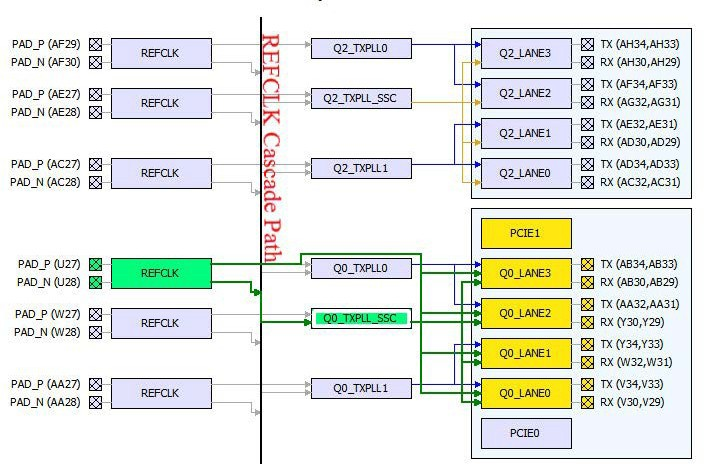 PAD_P (AF29)
PAD_N (AF30)
REFCLK
Q2_TXPLL0
Q2_LANE3
TX (AH34,AH33)
RX (AH30,AH29)
PAD_P (AE27)
PAD_N (AE28)
REFCLK
Q2_TXPLL_SSC
Q2_LANE2
TX (AF34,AF33)
RX (AG32,AG31)
Q2_LANE1
TX (AE32,AE31)
RX (AD30,AD29)
PAD_P (AC27)
PAD_N (AC28)
REFCLK
Q2_TXPLL1
Q2_LANE0
TX (AD34,AD33)
RX (AC32,AC31)
REFCLK Cascade Path
PCIE1
PAD_P (U27)
PAD_N (U28)
REFCLK
Q0_TXPLL0
Q0_LANE3
TX (AB34,AB33)
RX (AB30,AB29)
PAD_P (W27)
PAD_N (W28)
REFCLK
Q0_TXPLL_SSC
Q0_LANE2
TX (AA32,AA31)
RX (Y30,Y29)
Q0_LANE1
TX (Y34,Y33)
RX (W32,W31)
PAD_P (AA27)
PAD_N (AA28)
REFCLK
Q0_TXPLL1
Q0_LANE0
TX (V34,V33)
RX (V30,V29)
PCIE0